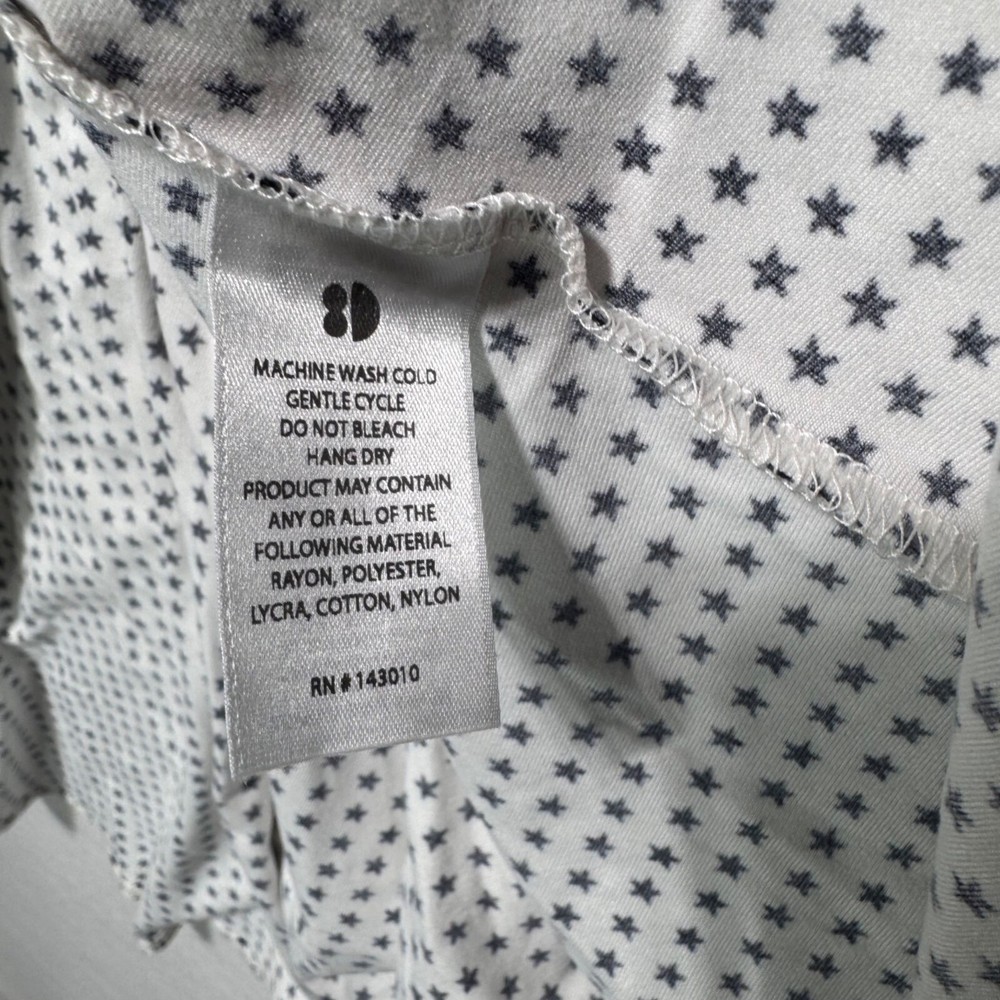 8D
MACHINE WASH COLD
GENTLE CYCLE
DO NOT BLEACH
HANG DRY
PRODUCT MAY CONTAIN
ANY OR ALL OF THE
FOLLOWING MATERIAL
RAYON, POLYESTER,
LYCRA, COTTON, NYLON
RN # 143010